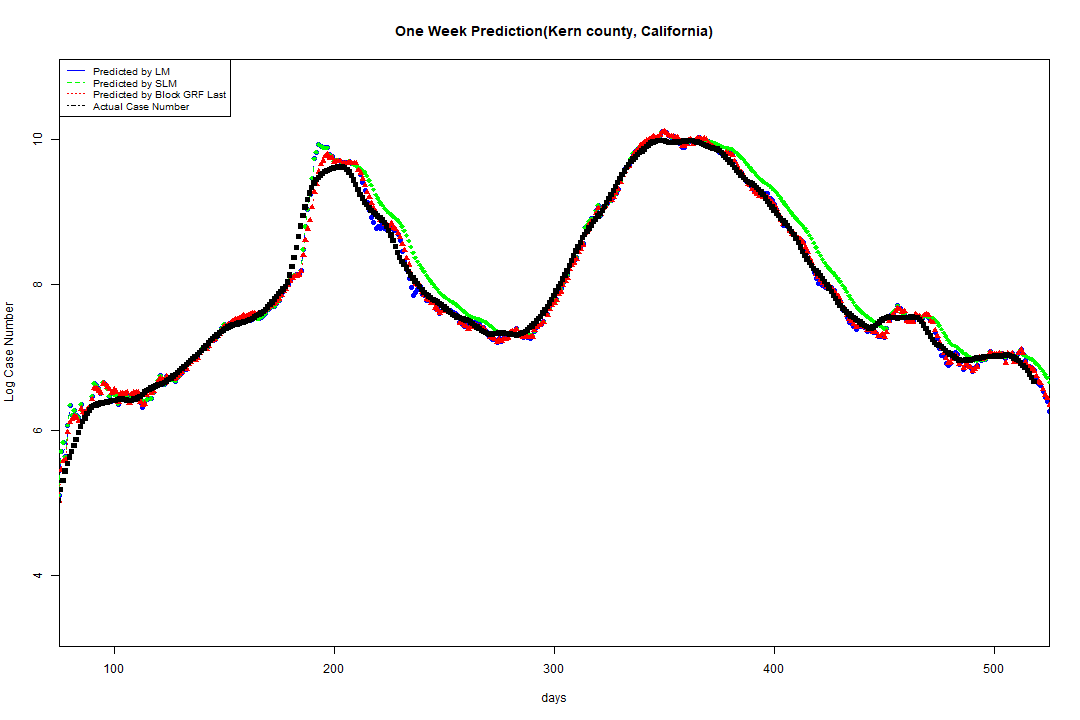 One Week Prediction(Kern county, California)
Predicted by LM
Predicted by SLM
Predicted by Block GRF Last
Actual Case Number
Log Case Number
10
8
6
4
100 200 300 400 500
days